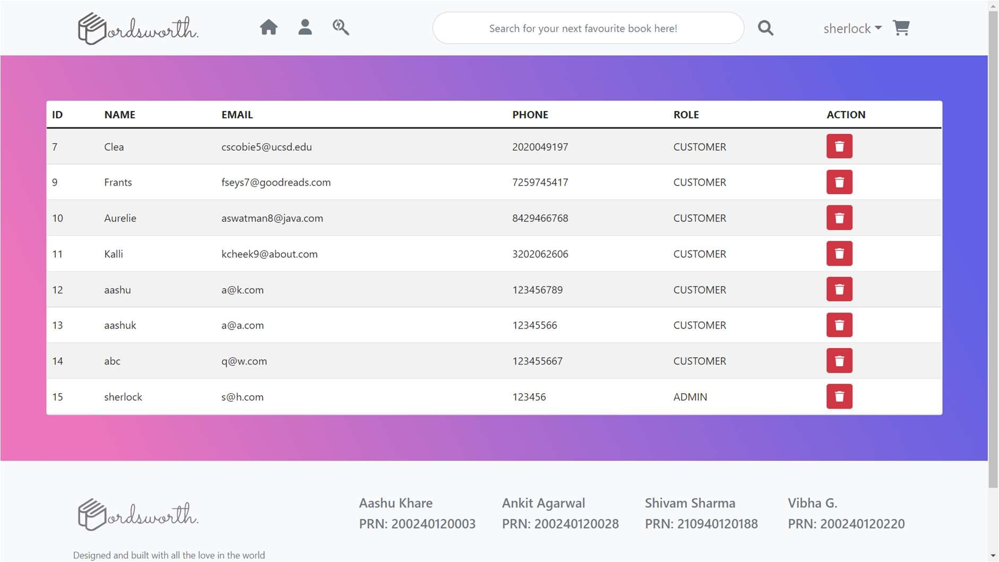 ordsworth.
Search for your next favourite book here!
sherlock
ID NAME EMAIL PHONE ROLE ACTION
7 Clea cscobie5@ucsd.edu 2020049197 CUSTOMER
9 Frants fseys7@goodreads.com 7259745417 CUSTOMER
10 Aurelie aswatman8@java.com 8429466768 CUSTOMER
11 Kalli kcheek9@about.com 3202062606 CUSTOMER
12 aashu a@k.com 123456789 CUSTOMER
13 aashuk a@a.com 12345566 CUSTOMER
14 abc q@w.com 123455667 CUSTOMER
15 sherlock s@h.com 123456 ADMIN
ordsworth.
Aashu Khare Ankit Agarwal Shivam Sharma Vibha G.
PRN: 200240120003 PRN: 200240120028 PRN: 210940120188 PRN: 200240120220
Designed and built with all the love in the world